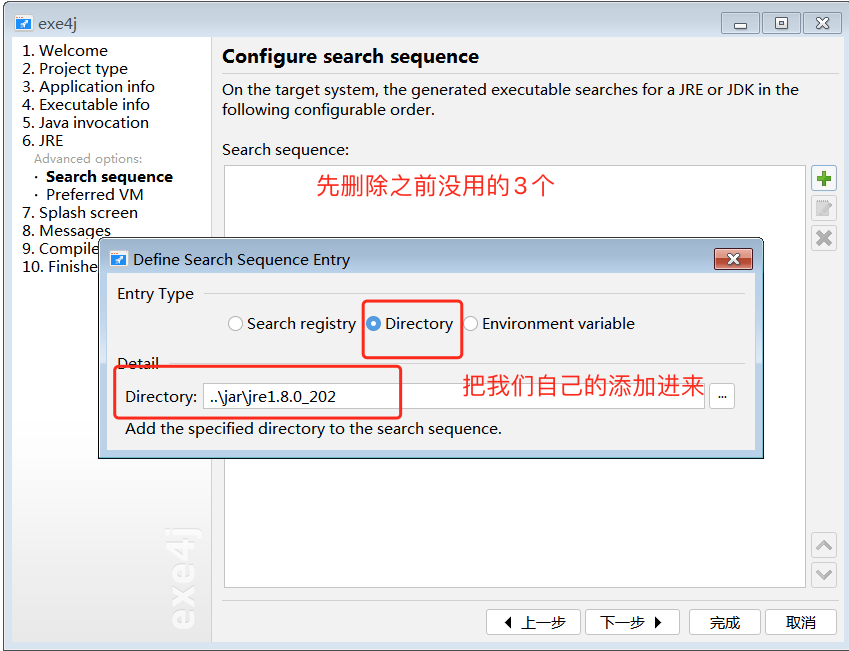 exe4j
1. Welcome
2. Project type
3. Application info
4. Executable info
5. Java invocation
6. JRE
Advanced options:
· Search sequence
· Preferred VM
7. Splash screen
8. Messages
9. Compile
10. Finishe
exe4j
Configure search sequence
On the target system, the generated executable searches for a JRE or JDK in the
following configurable order.
Search sequence:
先删除之前没用的3个
Define Search Sequence Entry
Entry Type
Search registry
Directory
Environment variable
Detail
Directory:
..\jar\jre1.8.0_202
把我们自己的添加进来
...
Add the specified directory to the search sequence.
上一步
下一步
完成
取消